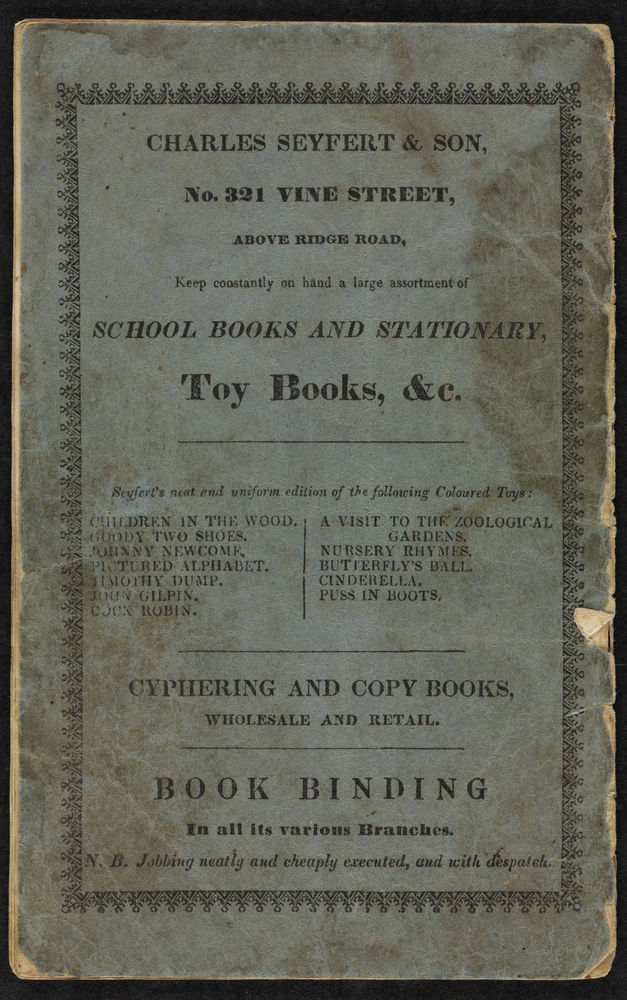 CHARLES SEYFERT & SON,
No. 321 VINE STREET,
ABOVE RIDGE ROAD,
Keep constantly on hand a large assortment of
SCHOOL BOOKS AND STATIONARY,
Toy Books, &c.
Seyfert's neat and uniform edition of the following Coloured Toys:
CHILDREN IN THE WOOD.
GOODY TWO SHOES.
JOHNNY NEWCOME.
PICTURED ALPHABET.
TIMOTHY DUMP.
JOHN GILPIN.
COCK ROBIN.
A VISIT TO THE ZOOLOGICAL
GARDENS.
NURSERY RHYMES.
BUTTERFLY'S BALL.
CINDERELLA.
PUSS IN BOOTS.
CYPHERING AND COPY BOOKS,
WHOLESALE AND RETAIL.
BOOK BINDING
In all its various Branches.
N. B. Jobbing neatly and cheaply executed, and with despatch.